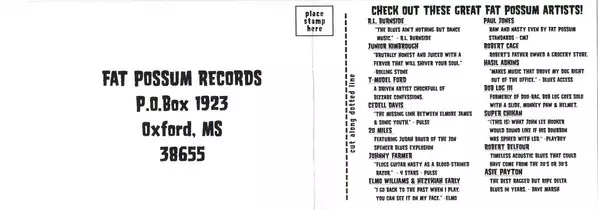 FAT POSSUM RECORDS
P.O.Box 1923
Oxford, MS
38655
place
stamp
here
cut along dotted line
CHECK OUT THESE GREAT FAT POSSUM ARTISTS!
R.L. BURNSIDE
"THE BLUES AIN'T NOTHING BUT DANCE
MUSIC." - R.L. BURNSIDE
JUNIOR KIMBROUGH
"BRUTALLY HONEST AND JUICED WITH A
FERVOR THAT WILL SHIVER YOUR SOUL."
- ROLLING STONE
T-MODEL FORD
A DRIVEN ARTIST CHOCKFULL OF
BIZZARE CONFESSIONS.
CEDELL DAVIS
"THE MISSING LINK BETWEEN ELMORE JAMES
& SONIC YOUTH." - PULSE
20 MILES
FEATURING JUDAH BAUER OF THE JON
SPENCER BLUES EXPLOSION
JOHNNY FARMER
"FLOGS GUITAR NASTY AS A BLOOD-STAINED
RAZOR." - 4 STARS - PULSE
ELMO WILLIAMS & HEZEKIAH EARLY
"I GO BACK TO THE PAST WHEN I PLAY.
YOU CAN SEE IT ON MY FACE." -ELMO
PAUL JONES
RAW AND NASTY EVEN BY FAT POSSUM
STANDARDS - CMJ
ROBERT CAGE
ROBERT'S FATHER OWNED A GROCERY STORE.
HASIL ADKINS
"MAKES MUSIC THAT DROVE MY DOG RIGHT
OUT OF THE OFFICE." - BLUES ACCESS
BOB LOG III
FORMERLY OF DOO-RAG, BOB LOG GOES SOLO
WITH A SLIDE, MONKEY PAW & HELMET.
SUPER CHIKAN
"(THIS IS) WHAT JOHN LEE HOOKER
WOULD SOUND LIKE IF HIS BOURBON
WAS SPIKED WITH LSD." -PLAYBOY
ROBERT BELFOUR
TIMELESS ACOUSTIC BLUES THAT COULD
HAVE COME FROM THE 20'S OR 30'S
ASIE PAYTON
THE BEST RAGGED BUT RIPE DELTA
BLUES IN YEARS. - DAVE MARSH